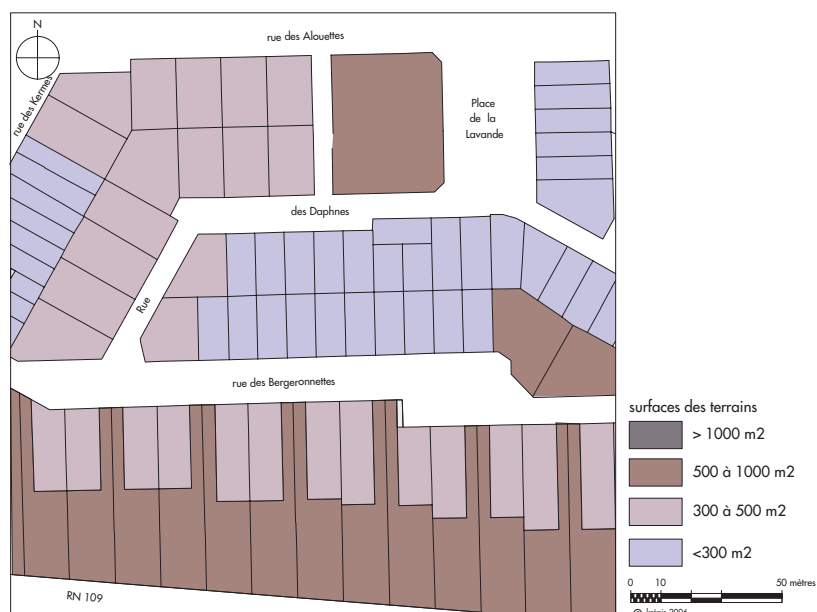 N
rue des Alouettes
rue des Kermes
Place
de la
Lavande
des Daphnes
Rue
rue des Bergeronnettes
RN 109
surfaces des terrains
> 1000 m2
500 à 1000 m2
300 à 500 m2
<300 m2
0 10 50 mètres
2006